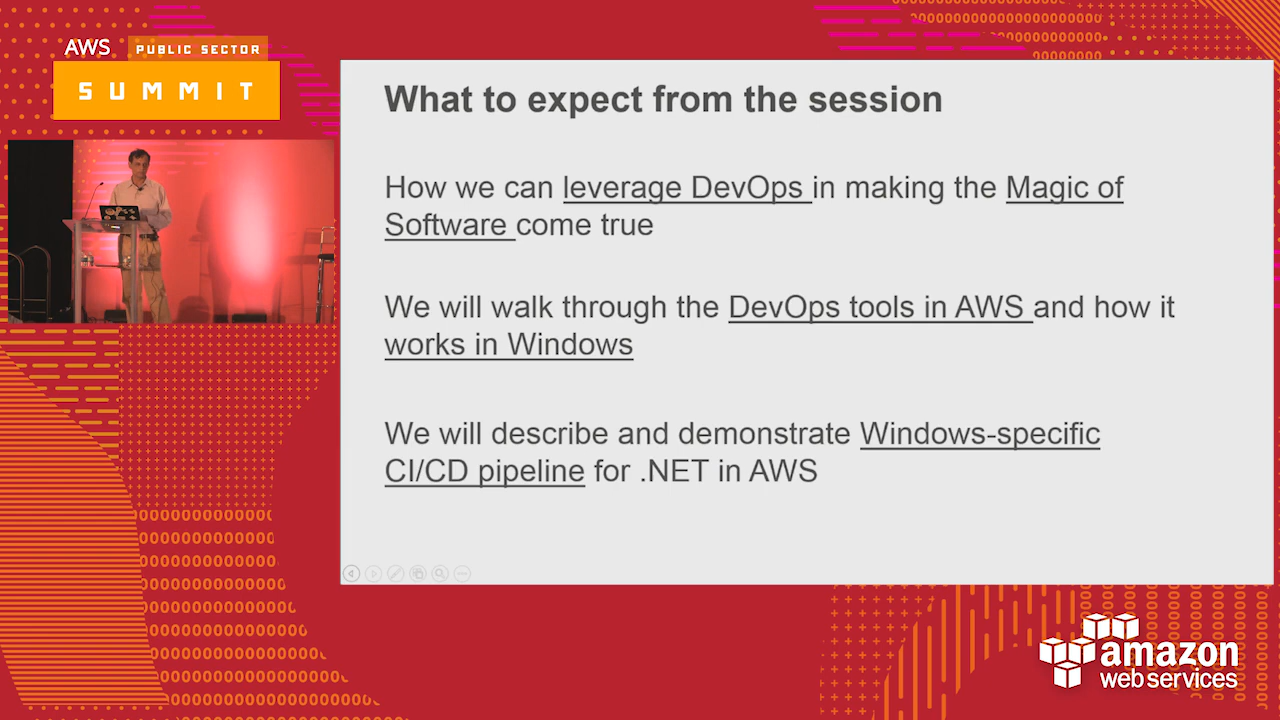 AWS PUBLIC SECTOR
SUMMIT
What to expect from the session
How we can leverage DevOps in making the Magic of
Software come true
We will walk through the DevOps tools in AWS and how it
works in Windows
We will describe and demonstrate Windows-specific
CI/CD pipeline for .NET in AWS
amazon
web services